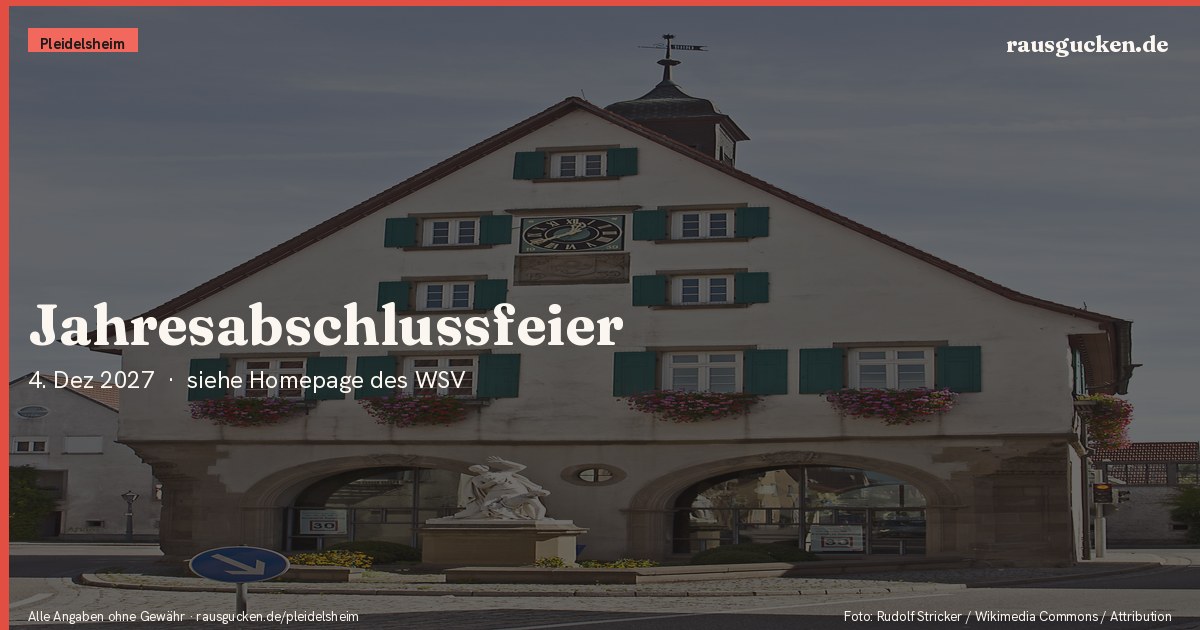 Pleidelsheim
rausgucken.de
Jahresabschlussfeier
4. Dez 2027 · siehe Homepage des WSV
30
Alle Angaben ohne Gewähr · rausgucken.de/pleidelsheim
Foto: Rudolf Stricker / Wikimedia Commons / Attribution